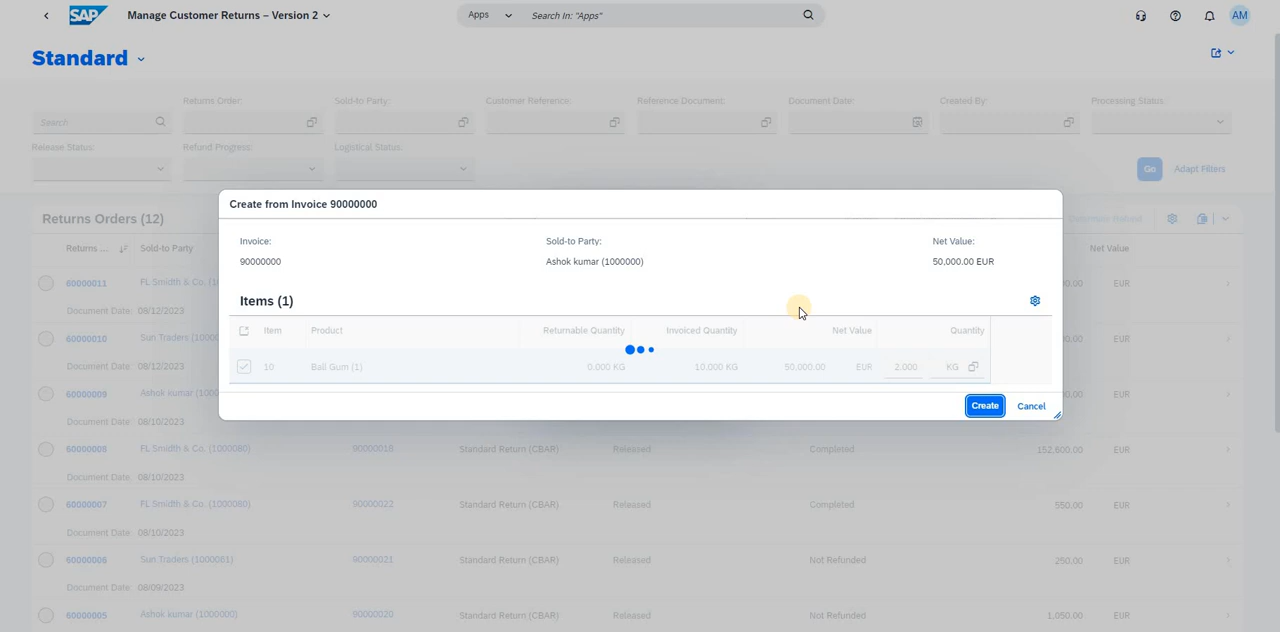 SAP Manage Customer Returns – Version 2 Apps Search In: "Apps" AM
Standard
Returns Order: Sold-to Party: Customer Reference: Reference Document: Document Date: Created By: Processing Status:
Search
Release Status: Refund Progress: Logistical Status:
Go Adapt Filters
Create from Invoice 90000000
Returns Orders (12)
Returns ... Sold-to Party Net Value
Invoice: Sold-to Party: Net Value:
90000000 Ashok kumar (1000000) 50,000.00 EUR
60000011 FL Smidth & Co. (10 00.00 EUR
Items (1)
Document Date: 08/12/2023
Item Product Returnable Quantity Invoiced Quantity Net Value Quantity
60000010 Sun Traders (10000 EUR
10 Ball Gum (1) 0.000 KG 10.000 KG 50,000.00 EUR 2.000 KG
Document Date: 08/12/2023
60000009 Ashok kumar (1000 EUR
Create Cancel
Document Date: 08/10/2023
60000008 FL Smidth & Co. (1000080) 90000018 Standard Return (CBAR) Released Completed 152,600.00 EUR
Document Date: 08/10/2023
60000007 FL Smidth & Co. (1000080) 90000022 Standard Return (CBAR) Released Completed 550.00 EUR
Document Date: 08/10/2023
60000006 Sun Traders (1000081) 90000021 Standard Return (CBAR) Released Not Refunded 250.00 EUR
Document Date: 08/09/2023
60000005 Ashok kumar (1000000) 90000020 Standard Return (CBAR) Released Not Refunded 1,050.00 EUR